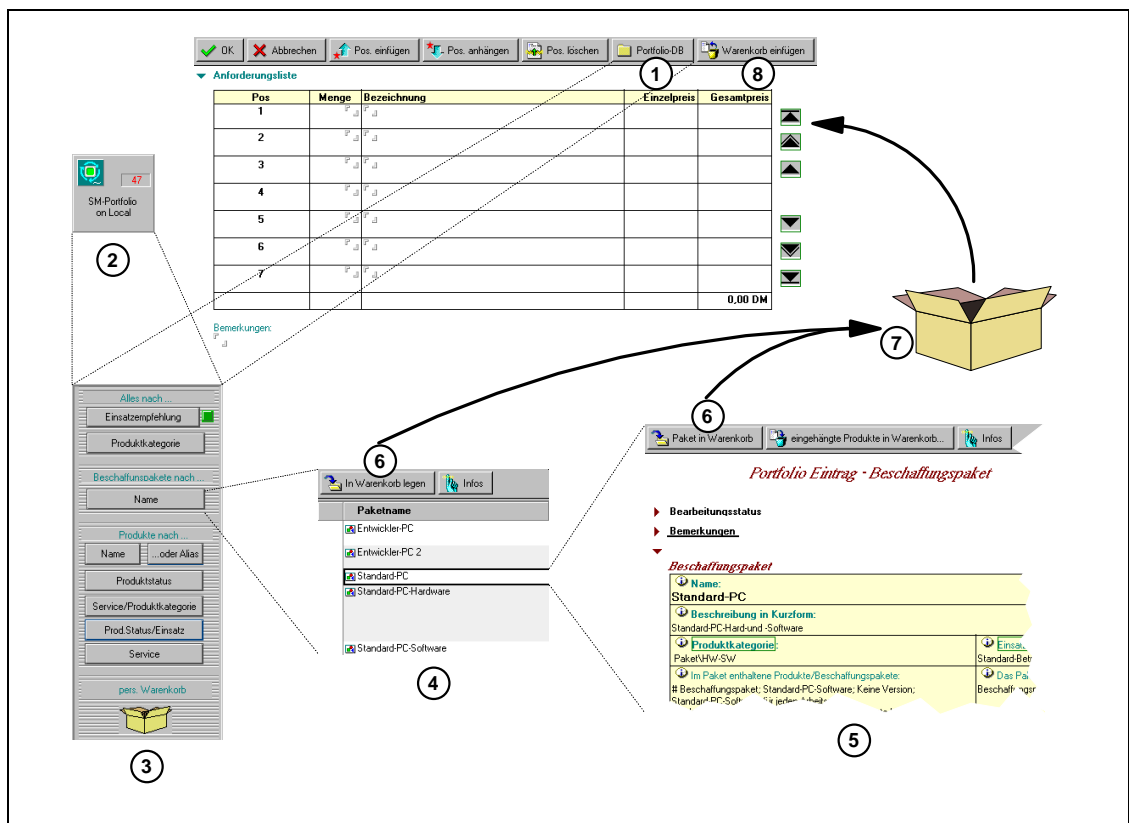 OK Abbrechen Pos. einfügen Pos. anhängen Pos. löschen Portfolio-DB Warenkorb einfügen
1 8
Anforderungsliste
Pos Menge Bezeichnung Einzelpreis Gesamtpreis
1
2
3
4
5
6
7
0,00 DM
Bemerkungen:
47
SM-Portfolio
on Local
2
7
Alles nach ...
Einsatzempfehlung
Produktkategorie
Beschaffunspakete nach ...
Name
Produkte nach ...
Name ...oder Alias
Produktstatus
Service/Produktkategorie
Prod.Status/Einsatz
Service
pers. Warenkorb
3
6
In Warenkorb legen Infos
Paketname
Entwickler-PC
Entwickler-PC 2
Standard-PC
Standard-PC-Hardware
Standard-PC-Software
4
6
Paket in Warenkorb eingehängte Produkte in Warenkorb... Infos
Portfolio Eintrag - Beschaffungspaket
Bearbeitungsstatus
Bemerkungen
Beschaffungspaket
Name:
Standard-PC
Beschreibung in Kurzform:
Standard-PC-Hard-und -Software
Produktkategorie:
Paket\HW-SW
Standard-Bet
Im Paket enthaltene Produkte/Beschaffungspakete: Das Pa
# Beschaffungspaket; Standard-PC-Software; Keine Version;
5